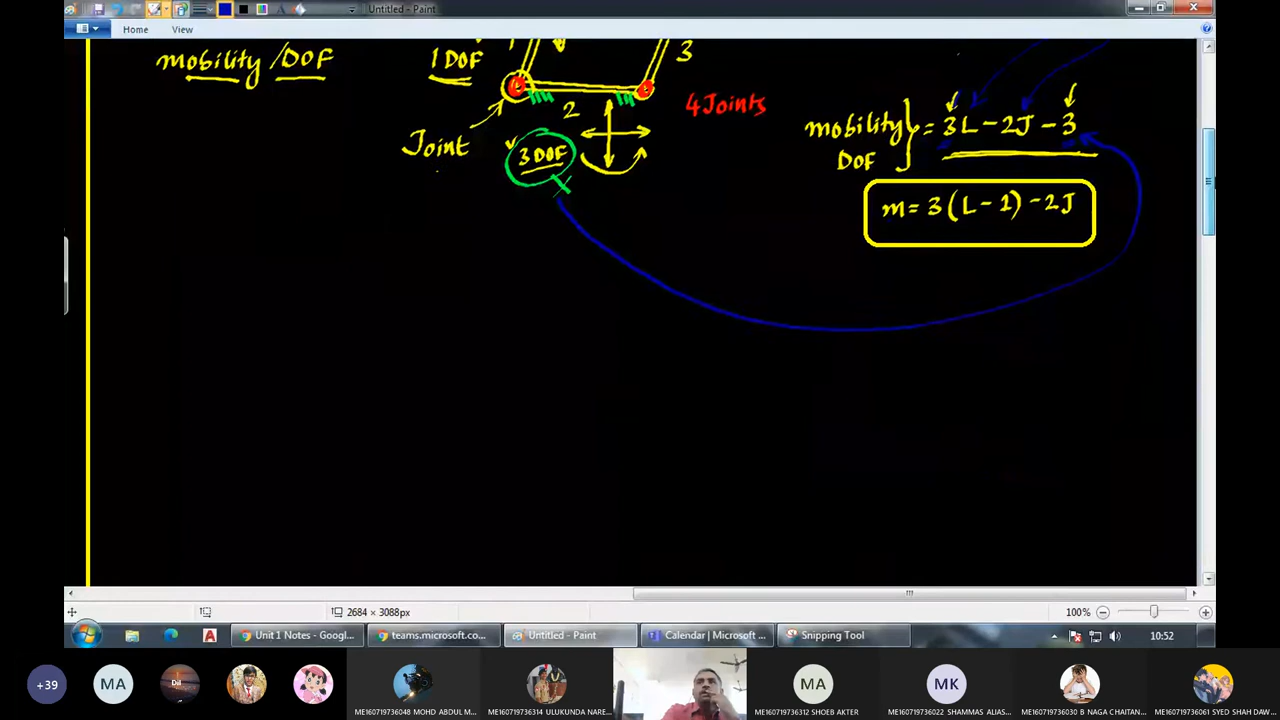 Untitled - Paint
Home
View
mobility /DOF
1 DOF
3
4 Joints
2
Joint
3 DOF
mobility = 3L - 2J - 3
DOF
m = 3(L - 1) - 2J
2684 × 3088px
100%
Unit 1 Notes - Googl...
teams.microsoft.co...
Untitled - Paint
Calendar | Microsoft ...
Snipping Tool
10:52
+39
MA
Dil
MA
MK
ME160719736048 MOHD ABDUL M...
ME160719736314 ULUKUNDA NARE...
ME160719736312 SHOEB AKTER
ME160719736022 SHAMMAS ALIAS...
ME160719736030 B NAGA CHAITAN...
ME160719736061 SYED SHAH DAW...